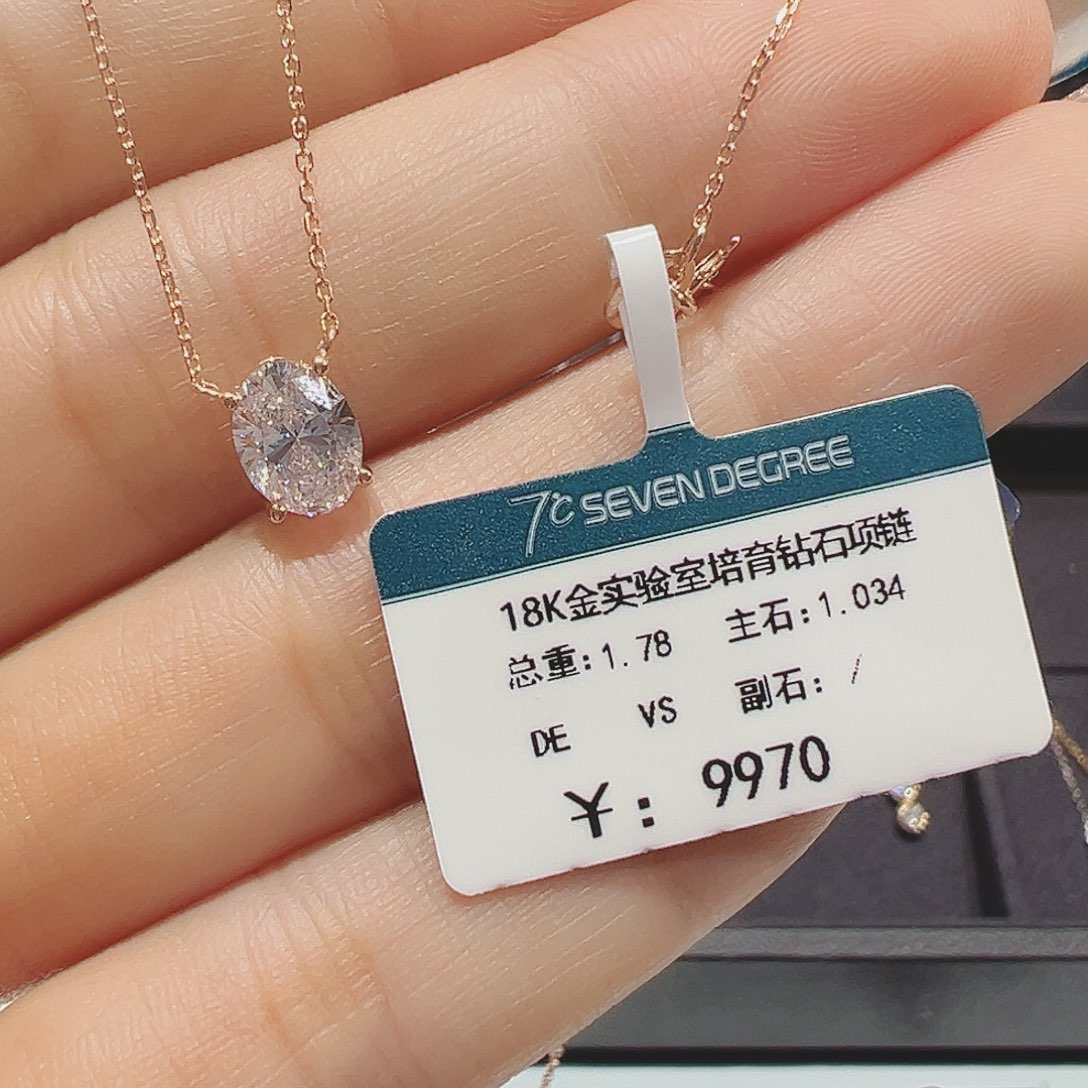 7℃ SEVEN DEGREE
18K金实验室培育钻石项链
总重:1.78 主石:1.034
DE VS 副石: /
¥: 9970